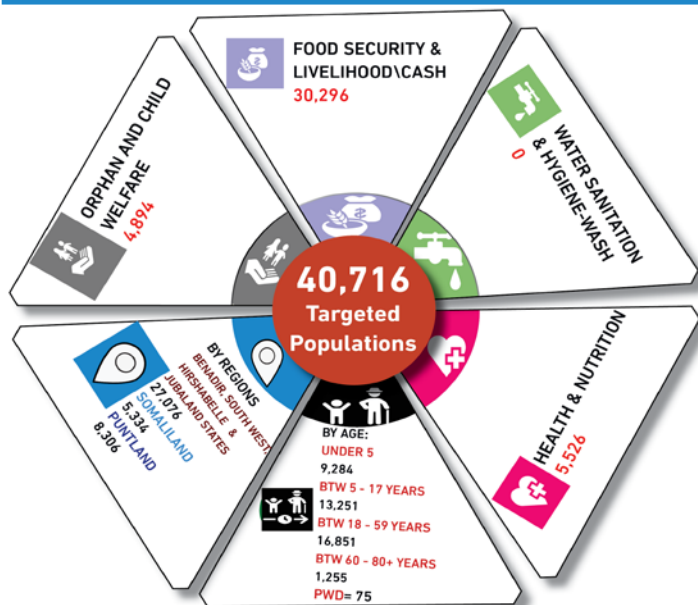 FOOD SECURITY &
LIVELIHOOD\CASH
30,296
WATER SANITATION
& HYGIENE-WASH
0
HEALTH & NUTRITION
5,526
BY AGE:
UNDER 5
9,284
BTW 5 - 17 YEARS
13,251
BTW 18 - 59 YEARS
16,851
BTW 60 - 80+ YEARS
1,255
PWD= 75
BY REGIONS
BENADIR, SOUTH WEST,
HIRSHABELLE &
JUBALAND STATES
27,076
SOMALILAND
5,334
PUNTLAND
8,306
ORPHAN AND CHILD
WELFARE
4,894
40,716
Targeted
Populations